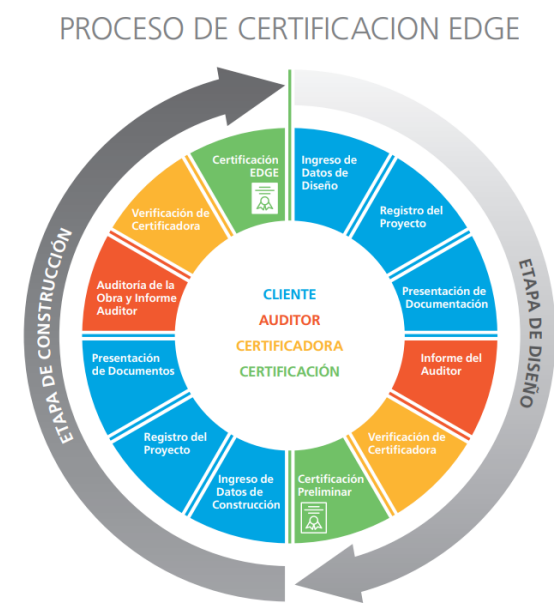 PROCESO DE CERTIFICACION EDGE
Ingreso de
Datos de
Diseño
Registro del
Proyecto
Presentación de
Documentación
Informe del
Auditor
Verificación de
Certificadora
Certificación
Preliminar
Ingreso de
Datos de
Construcción
Registro del
Proyecto
Presentación
de Documentos
Auditoría de la
Obra y Informe
Auditor
Verificación de
Certificadora
Certificación
EDGE
CLIENTE
AUDITOR
CERTIFICADORA
CERTIFICACIÓN
ETAPA DE DISEÑO
ETAPA DE CONSTRUCCIÓN